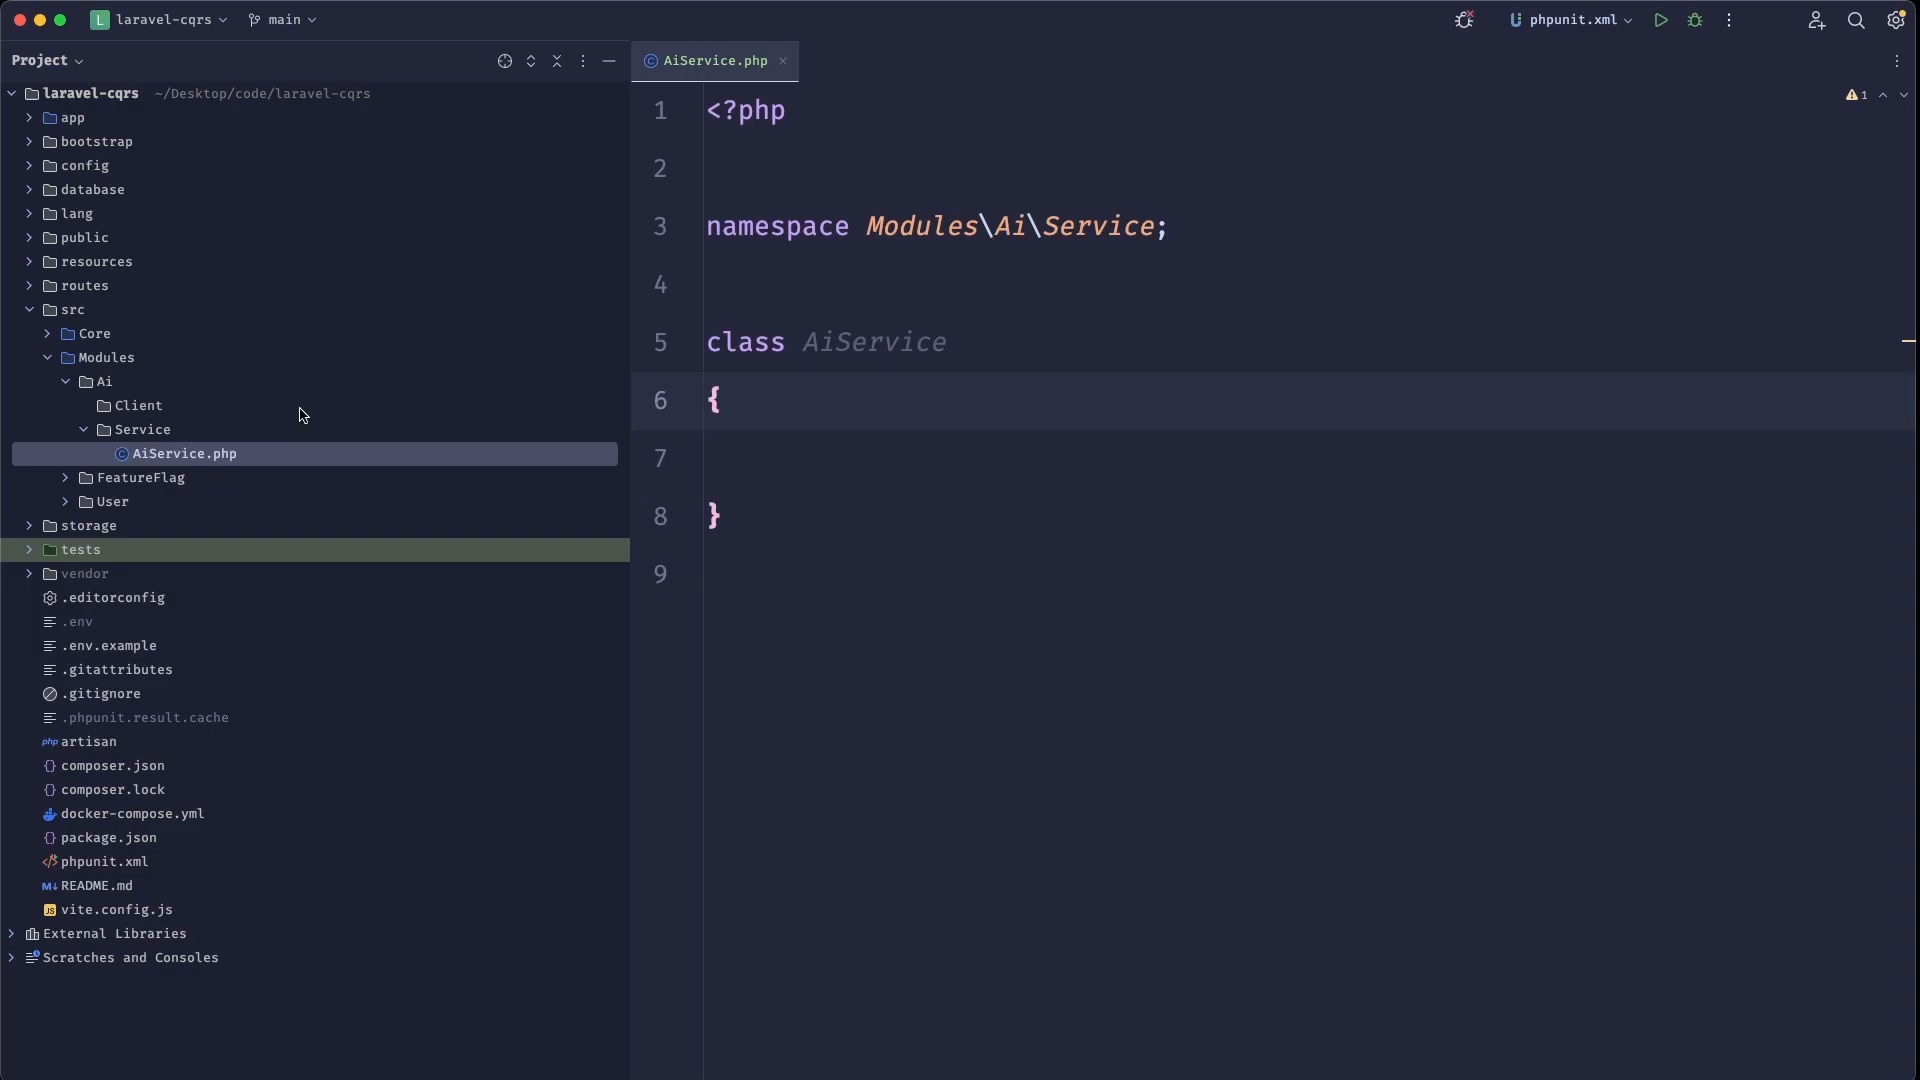 L laravel-cqrs main phpunit.xml
Project
AiService.php
laravel-cqrs ~/Desktop/code/laravel-cqrs
app
bootstrap
config
database
lang
public
resources
routes
src
Core
Modules
Ai
Client
Service
AiService.php
FeatureFlag
User
storage
tests
vendor
.editorconfig
.env
.env.example
.gitattributes
.gitignore
.phpunit.result.cache
php artisan
{} composer.json
{} composer.lock
docker-compose.yml
{} package.json
</> phpunit.xml
M↓ README.md
JS vite.config.js
External Libraries
Scratches and Consoles
1 <?php
2
3 namespace Modules\Ai\Service;
4
5 class AiService
6 {
7
8 }
9
1